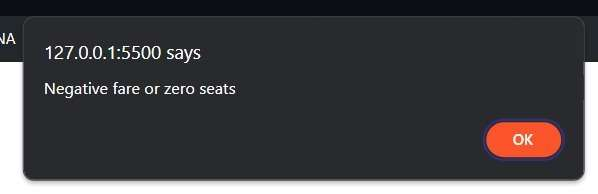 NA
127.0.0.1:5500 says
Negative fare or zero seats
OK